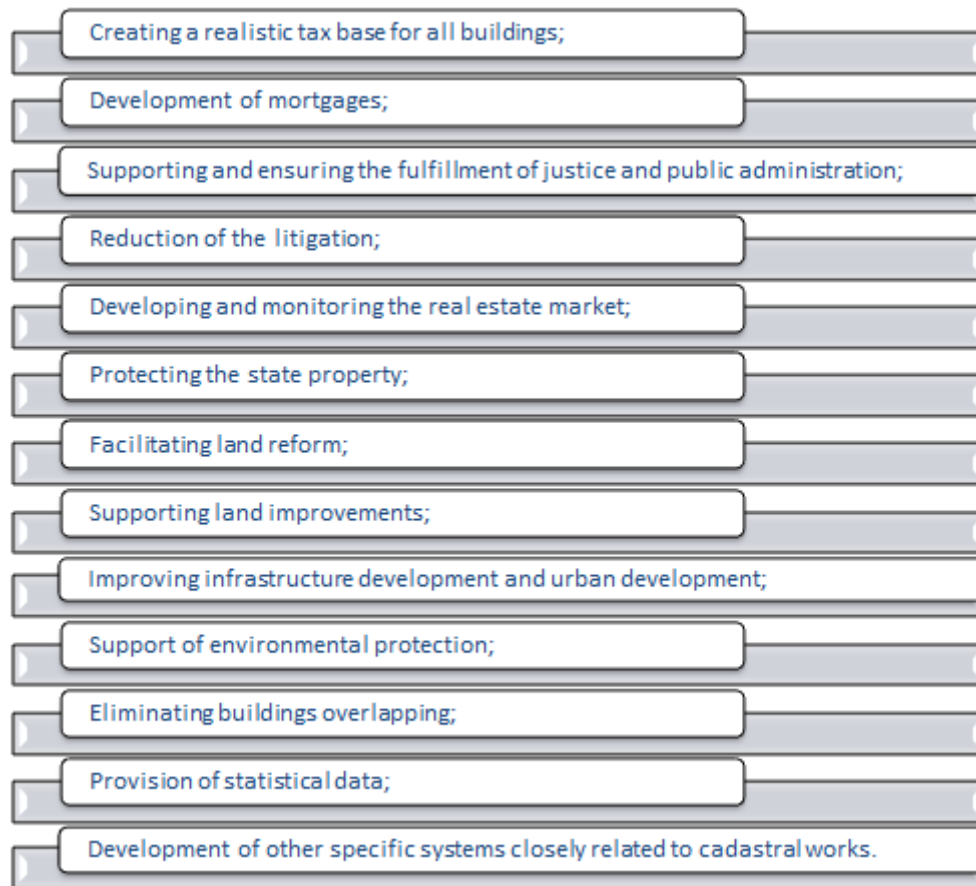 Creating a realistic tax base for all buildings;
Development of mortgages;
Supporting and ensuring the fulfillment of justice and public administration;
Reduction of the litigation;
Developing and monitoring the real estate market;
Protecting the state property;
Facilitating land reform;
Supporting land improvements;
Improving infrastructure development and urban development;
Support of environmental protection;
Eliminating buildings overlapping;
Provision of statistical data;
Development of other specific systems closely related to cadastral works.